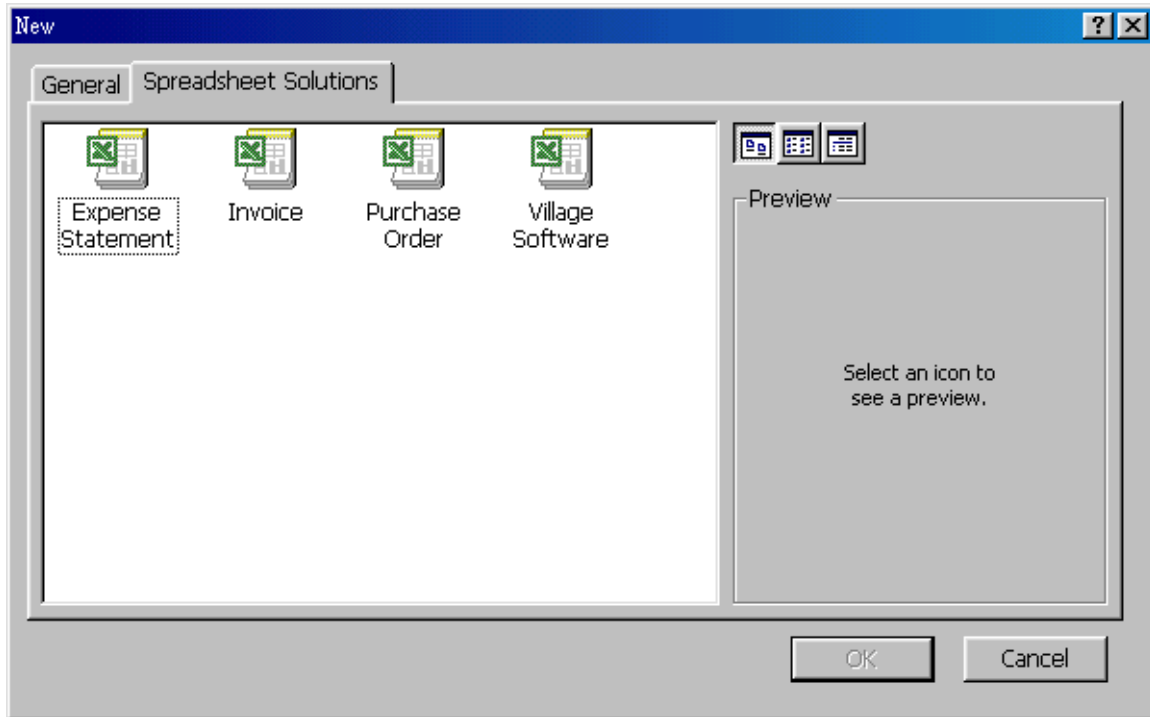 New
General
Spreadsheet Solutions
Expense
Statement
Invoice
Purchase
Order
Village
Software
Preview
Select an icon to
see a preview.
OK
Cancel